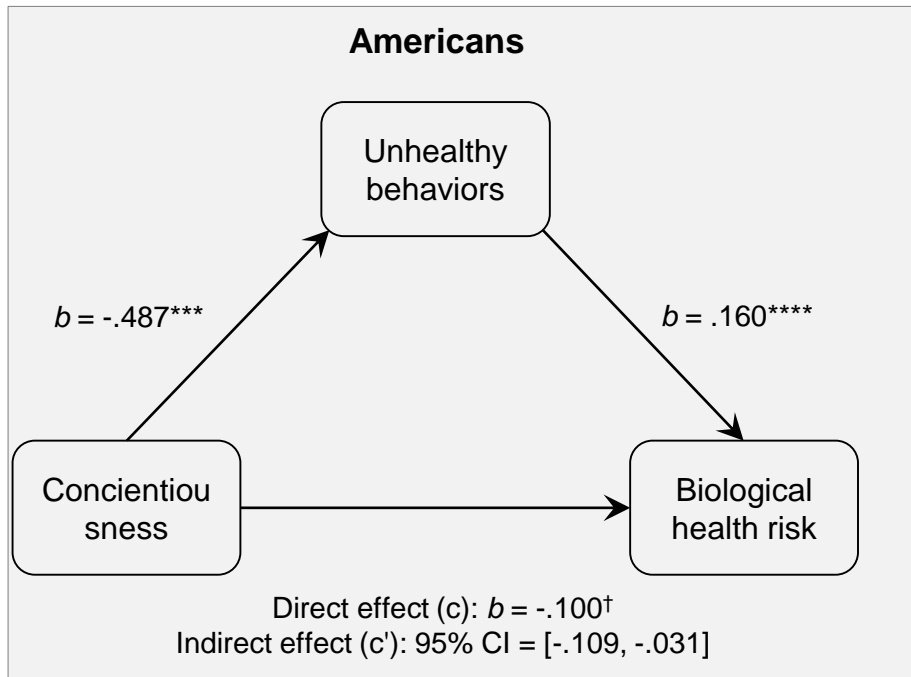 Americans
Unhealthy
behaviors
b = -.487***
b = .160****
Concientiou
sness
Biological
health risk
Direct effect (c): b = -.100†
Indirect effect (c'): 95% CI = [-.109, -.031]